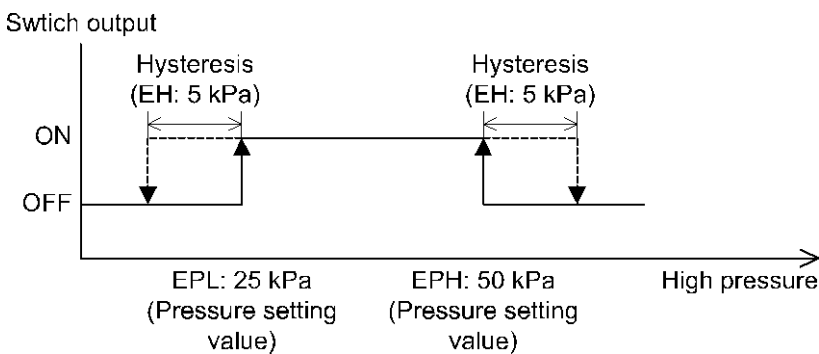 Swtich output
Hysteresis
(EH: 5 kPa)
Hysteresis
(EH: 5 kPa)
ON
OFF
EPL: 25 kPa
(Pressure setting
value)
EPH: 50 kPa
(Pressure setting
value)
High pressure